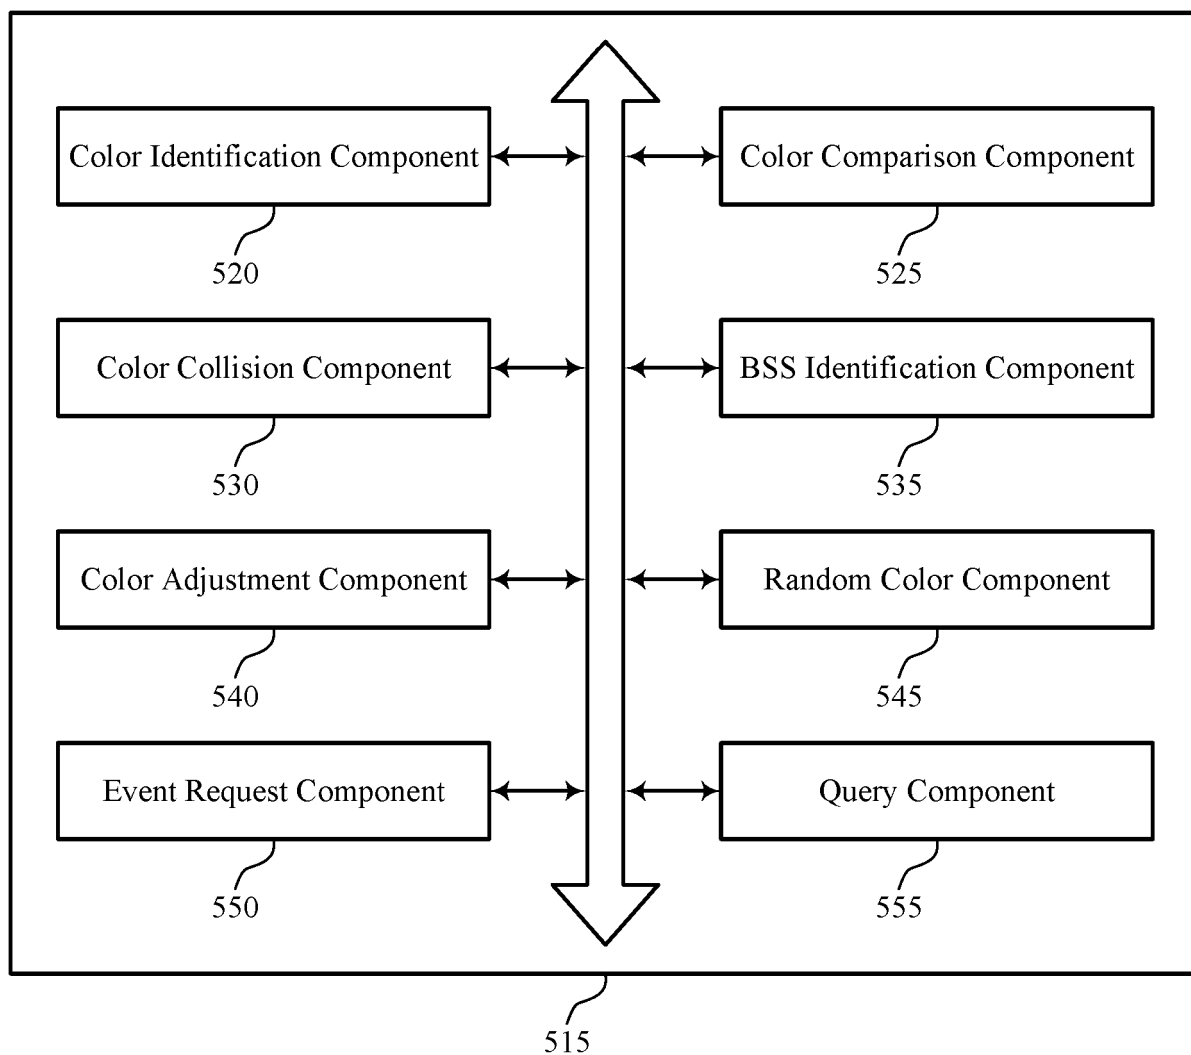 Color Identification Component
520
Color Comparison Component
525
Color Collision Component
530
BSS Identification Component
535
Color Adjustment Component
540
Random Color Component
545
Event Request Component
550
Query Component
555
515